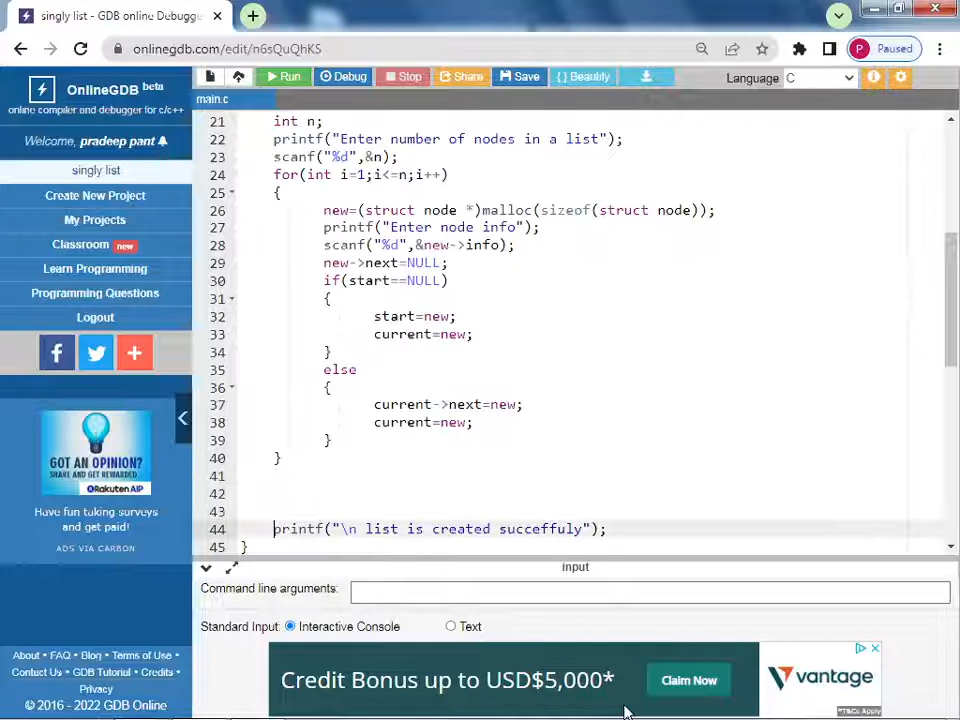 singly list - GDB online Debugge
onlinegdb.com/edit/n6sQuQhKS
P Paused
OnlineGDB beta
online compiler and debugger for c/c++
Welcome, pradeep pant
singly list
Create New Project
My Projects
Classroom new
Learn Programming
Programming Questions
Logout
GOT AN OPINION?
SHARE AND GET REWARDED
Rakuten AIP
Have fun taking surveys
and get paid!
ADS VIA CARBON
About • FAQ • Blog • Terms of Use •
Contact Us • GDB Tutorial • Credits •
Privacy
© 2016 - 2022 GDB Online
Run Debug Stop Share Save { } Beautify Language C
main.c
21 int n;
22 printf("Enter number of nodes in a list");
23 scanf("%d",&n);
24 for(int i=1;i<=n;i++)
25 {
26 new=(struct node *)malloc(sizeof(struct node));
27 printf("Enter node info");
28 scanf("%d",&new->info);
29 new->next=NULL;
30 if(start==NULL)
31 {
32 start=new;
33 current=new;
34 }
35 else
36 {
37 current->next=new;
38 current=new;
39 }
40 }
41
42
43
44 printf("\n list is created succeffuly");
45 }
input
Command line arguments:
Standard Input: Interactive Console Text
Credit Bonus up to USD$5,000*
Claim Now
vantage
*T&Cs Apply